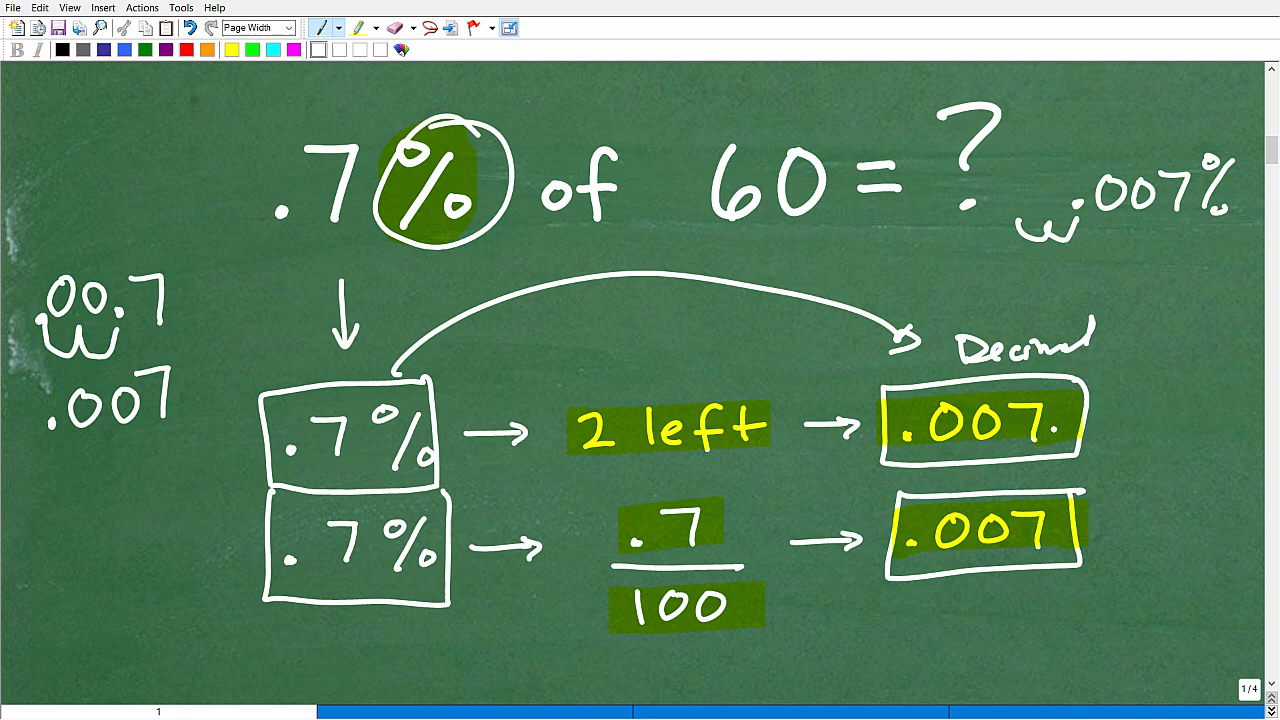 File Edit View Insert Actions Tools Help
Page Width
B I
.7% of 60 = ?
.007%
00.7
.007
Decimal
.7% → 2 left → .007.
.7% → .7 → .007
100
1/4
1